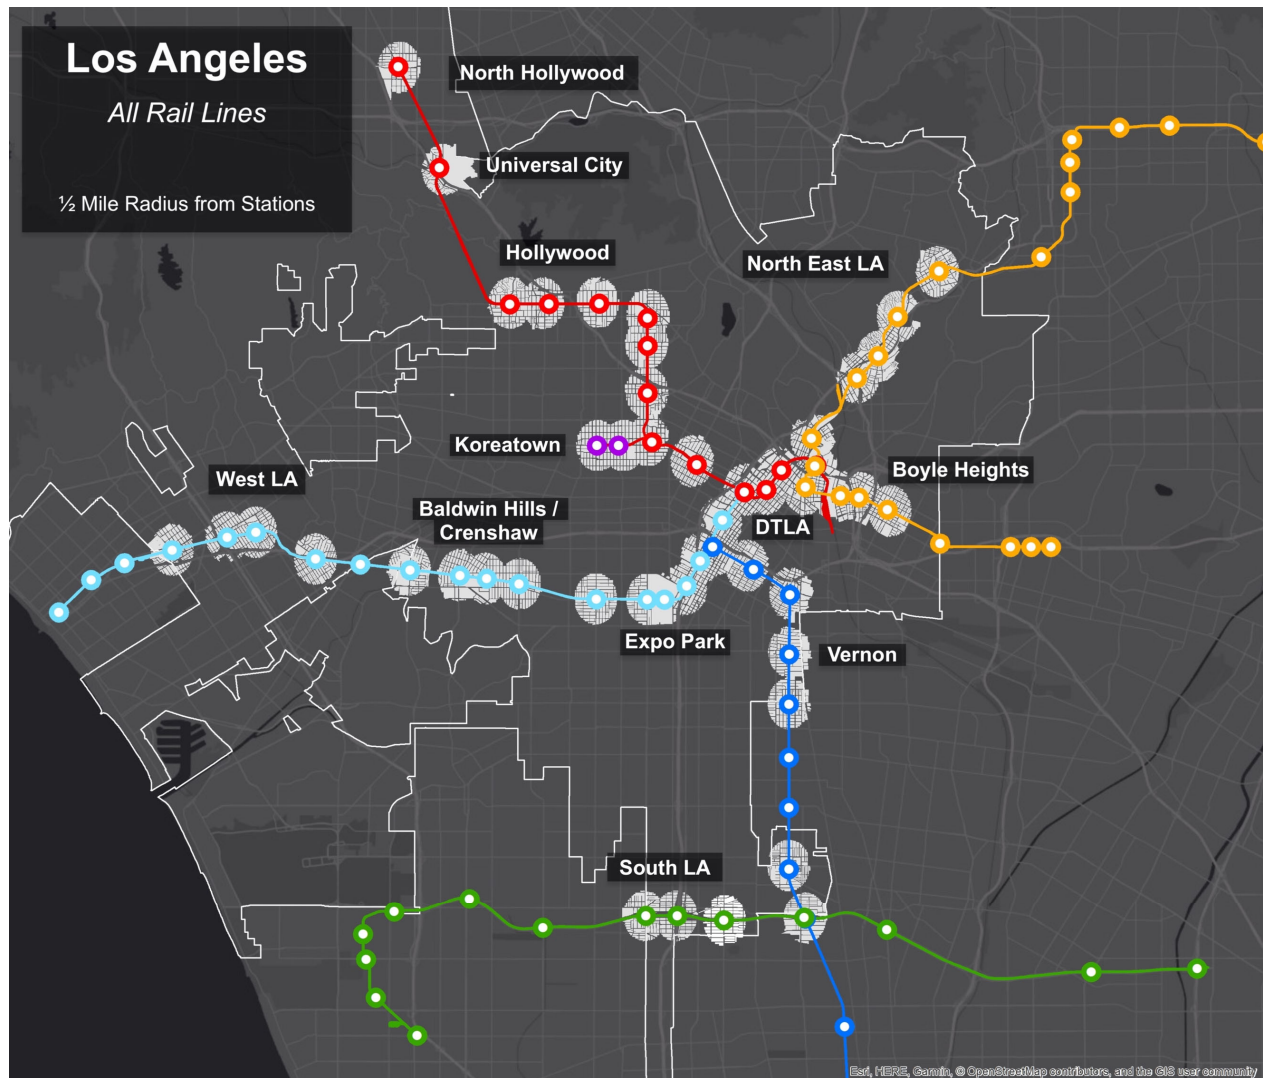 Los Angeles
All Rail Lines
½ Mile Radius from Stations
North Hollywood
Universal City
Hollywood
North East LA
Koreatown
West LA
Boyle Heights
Baldwin Hills /
Crenshaw
DTLA
Expo Park
Vernon
South LA
Esri, HERE, Garmin, © OpenStreetMap contributors, and the GIS user community